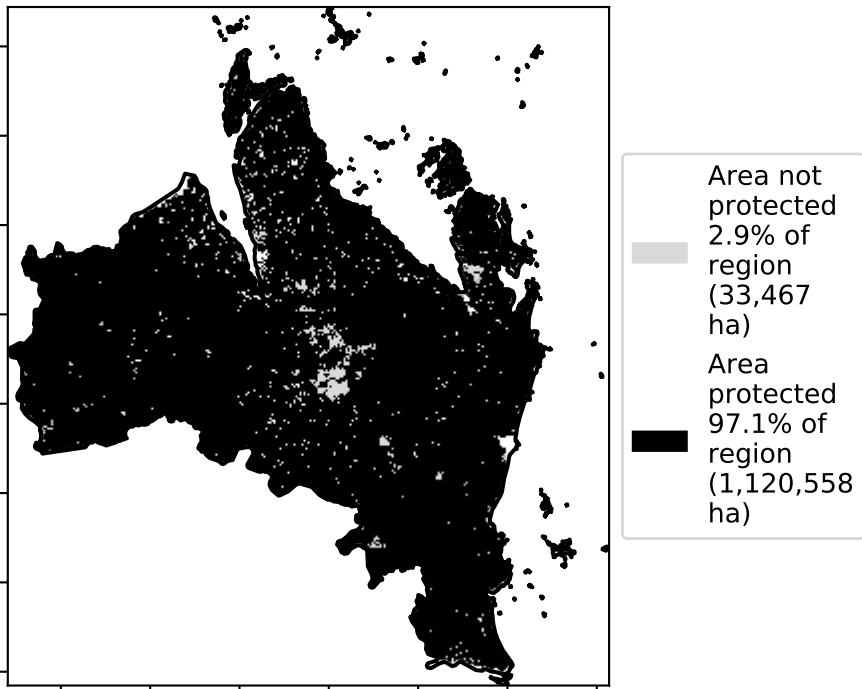 Area not
protected
2.9% of
region
(33,467
ha)
Area
protected
97.1% of
region
(1,120,558
ha)